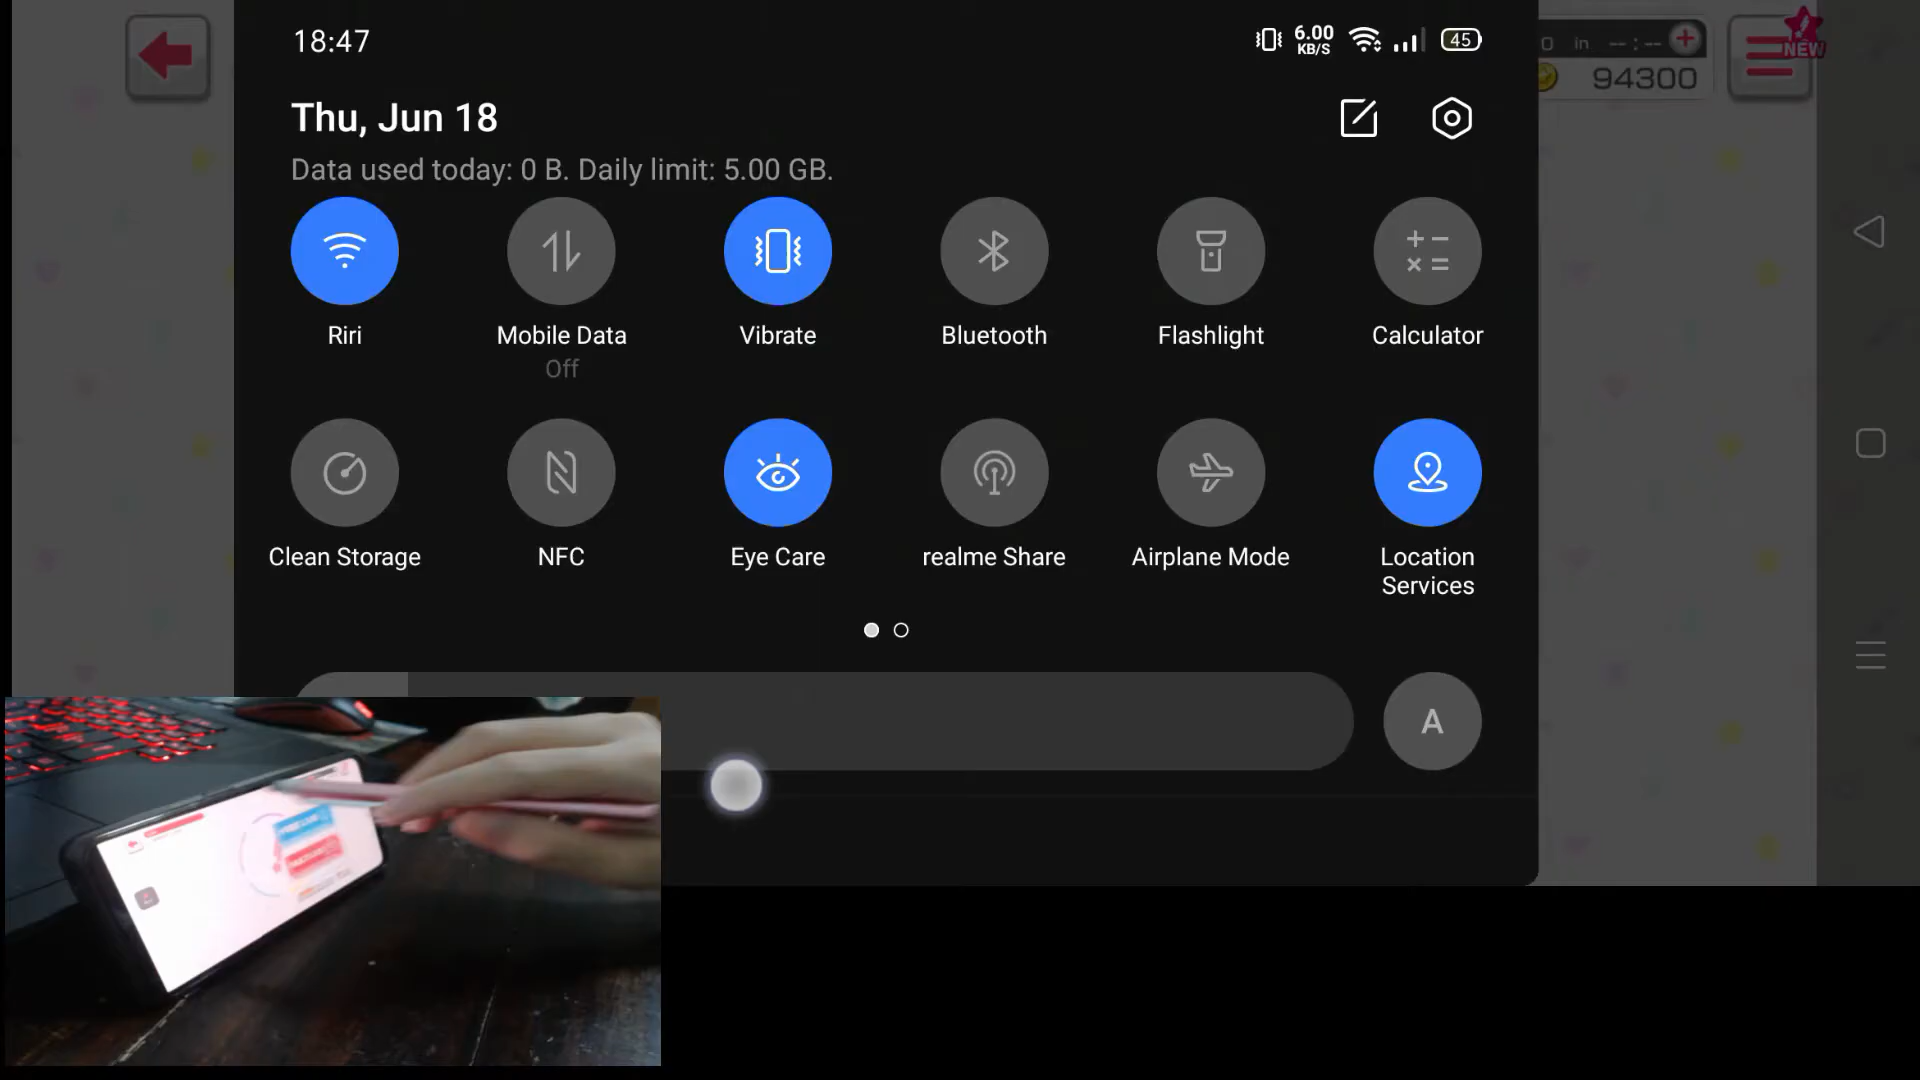 18:47
6.00
KB/S
45
0 in --:--
NEW
94300
Thu, Jun 18
Data used today: 0 B. Daily limit: 5.00 GB.
Riri
Mobile Data
Off
Vibrate
Bluetooth
Flashlight
Calculator
Clean Storage
NFC
Eye Care
realme Share
Airplane Mode
Location
Services
A